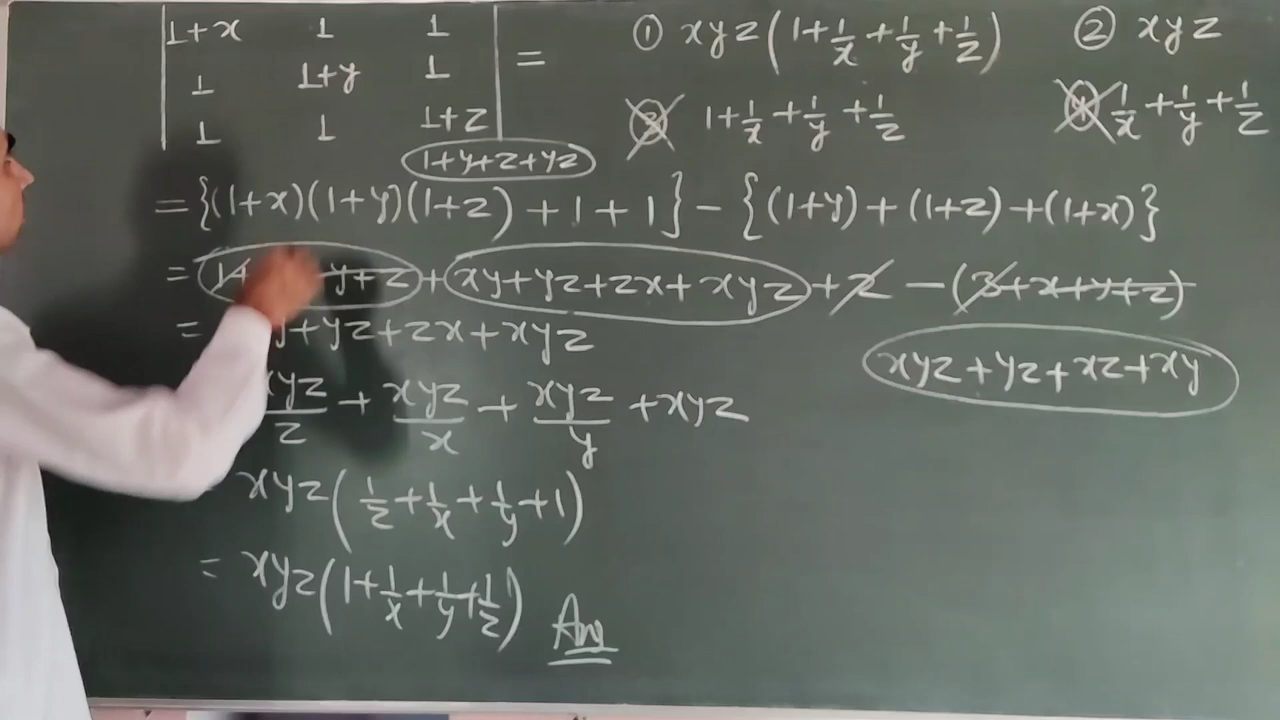 |1+x 1 1|
|1 1+y 1| =
|1 1 1+z|
① xyz(1+1/x+1/y+1/z) ② xyz
③ 1+1/x+1/y+1/z ④ 1/x+1/y+1/z
1+y+z+yz
={(1+x)(1+y)(1+z)+1+1}-{(1+y)+(1+z)+(1+x)}
= y+z+xy+yz+zx+xyz+2-(3+x+y+z)
= y+yz+zx+xyz
xyz+yz+xz+xy
xyz/z+xyz/x+xyz/y+xyz
xyz(1/z+1/x+1/y+1)
= xyz(1+1/x+1/y+1/z) Ans